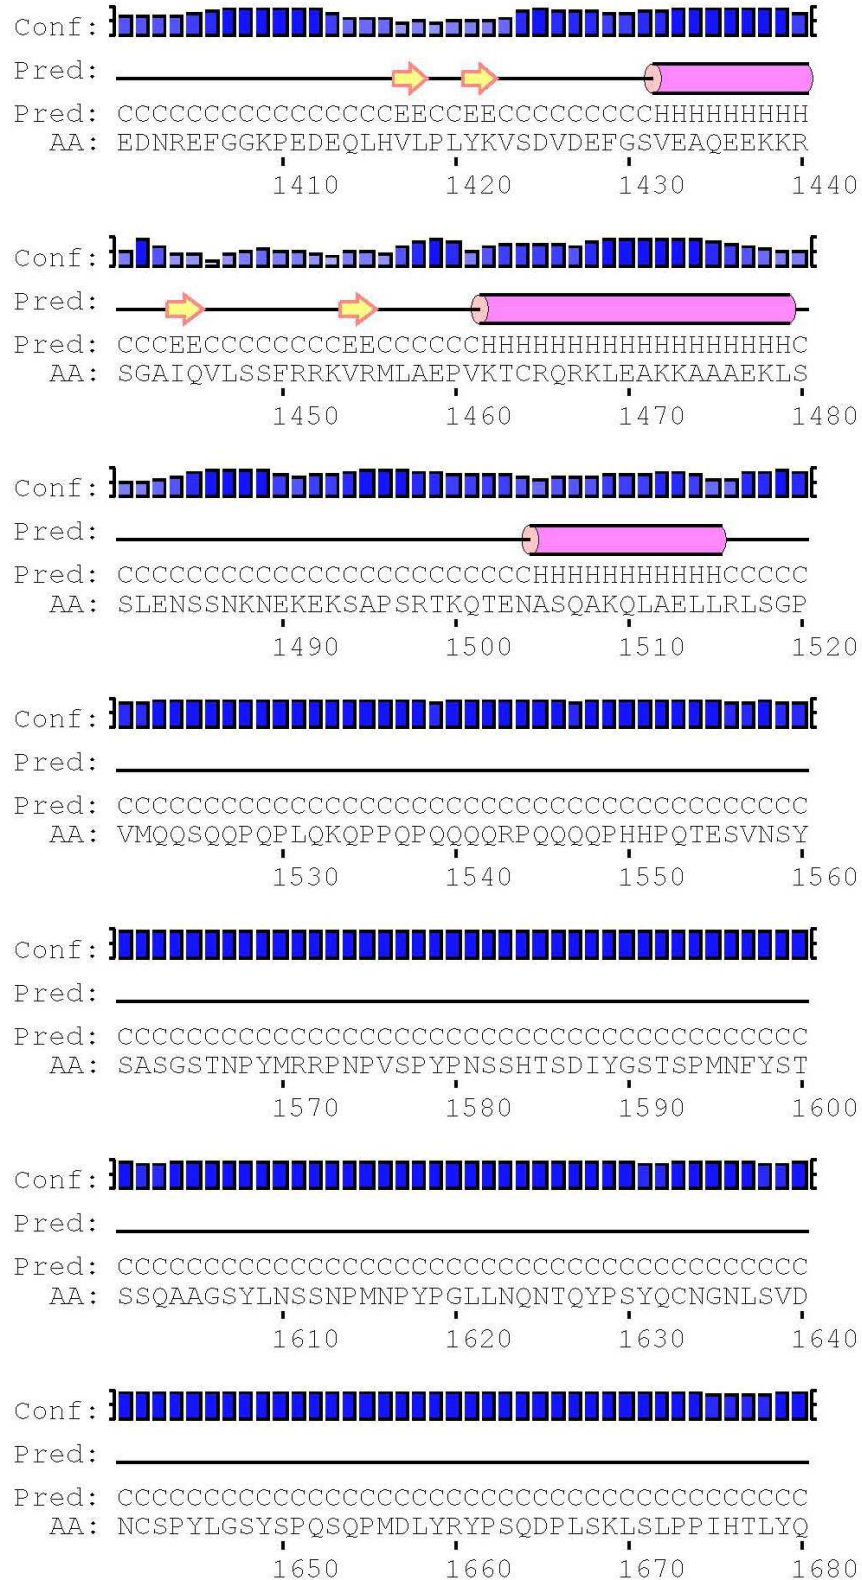 Conf:
Pred:
Pred: CCCCCCCCCCCCCCCCEECCEECCCCCCCCCHHHHHHHHH
AA: EDNREFGGKPEDEQLHVLPLYKVSDVDEFGSVEAQEEKKR
1410 1420 1430 1440
Conf:
Pred:
Pred: CCCEECCCCCCCCEECCCCCCHHHHHHHHHHHHHHHHHHC
AA: SGAIQVLSSFRRKVRMLAEPVKTCRQRKLEAKKAAAEKLS
1450 1460 1470 1480
Conf:
Pred:
Pred: CCCCCCCCCCCCCCCCCCCCCCCCHHHHHHHHHHHCCCCC
AA: SLENSSNKNEKEKSAPSRTKQTENASQAKQLAELLRLSGP
1490 1500 1510 1520
Conf:
Pred:
Pred: CCCCCCCCCCCCCCCCCCCCCCCCCCCCCCCCCCCCCCCC
AA: VMQQSQQPQPLQKQPPQPQQQQRPQQQQPHHPQTESVNSY
1530 1540 1550 1560
Conf:
Pred:
Pred: CCCCCCCCCCCCCCCCCCCCCCCCCCCCCCCCCCCCCCCC
AA: SASGSTNPYMRRPNPVSPYPNSSHTSDIYGSTSPMNFYST
1570 1580 1590 1600
Conf:
Pred:
Pred: CCCCCCCCCCCCCCCCCCCCCCCCCCCCCCCCCCCCCCCC
AA: SSQAAGSYLNSSNPMNPYPGLLNQNTQYPSYQCNGNLSVD
1610 1620 1630 1640
Conf:
Pred:
Pred: CCCCCCCCCCCCCCCCCCCCCCCCCCCCCCCCCCCCCCCC
AA: NCSPYLGSYSPQSQPMDLYRYPSQDPLSKLSLPPIHTLYQ
1650 1660 1670 1680